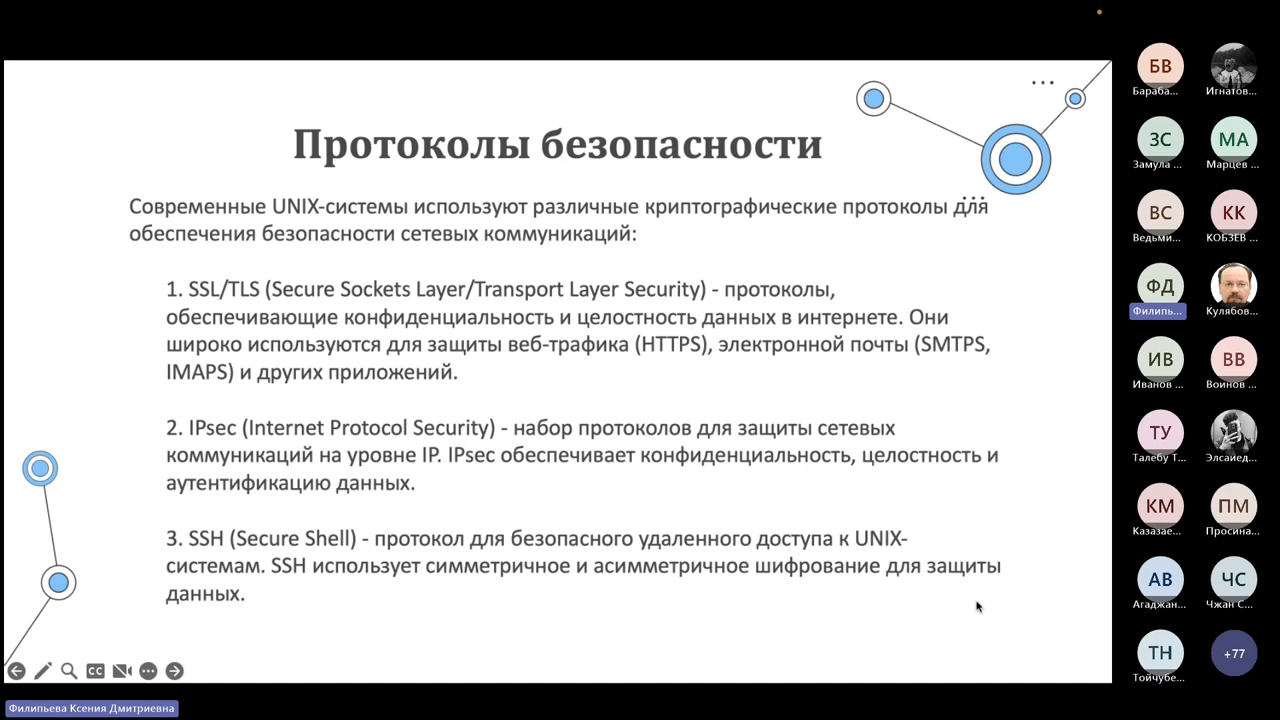 Протоколы безопасности
Современные UNIX-системы используют различные криптографические протоколы для
обеспечения безопасности сетевых коммуникаций:
1. SSL/TLS (Secure Sockets Layer/Transport Layer Security) - протоколы,
обеспечивающие конфиденциальность и целостность данных в интернете. Они
широко используются для защиты веб-трафика (HTTPS), электронной почты (SMTPS,
IMAPS) и других приложений.
2. IPsec (Internet Protocol Security) - набор протоколов для защиты сетевых
коммуникаций на уровне IP. IPsec обеспечивает конфиденциальность, целостность и
аутентификацию данных.
3. SSH (Secure Shell) - протокол для безопасного удаленного доступа к UNIX-
системам. SSH использует симметричное и асимметричное шифрование для защиты
данных.
CC
Филипьева Ксения Дмитриевна
БВ
Бараба...
Игнатов...
ЗС
Замула ...
МА
Марцев ...
ВС
Ведьми...
КК
КОБЗЕВ ...
ФД
Филипь...
Кулябов...
ИВ
Иванов ...
ВВ
Воинов ...
ТУ
Талебу Т...
Элсаиед...
КМ
Казазае...
ПМ
Просина...
АВ
Агаджан...
ЧС
Чжан С...
ТН
Тойчубе...
+77